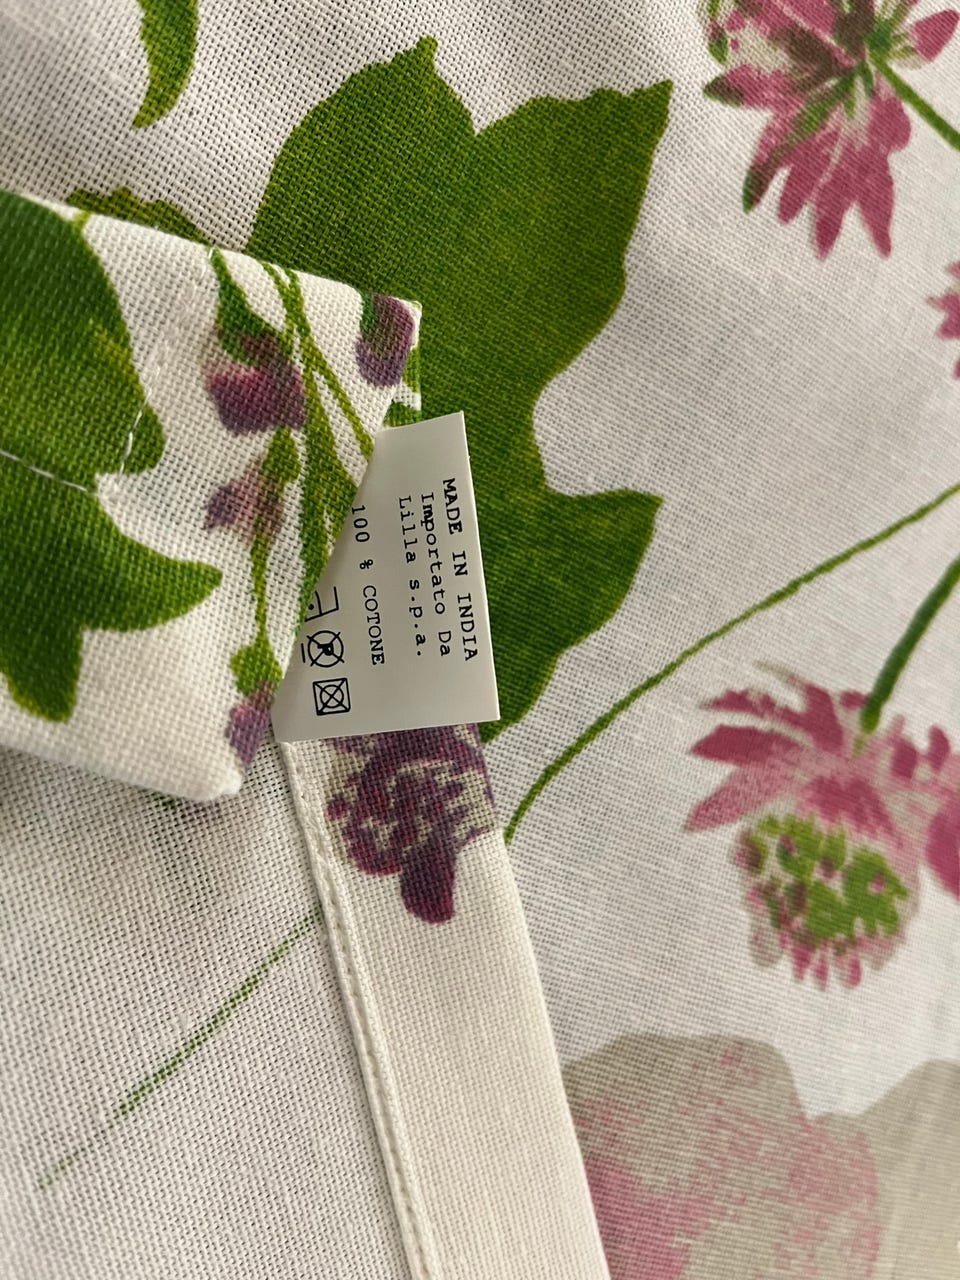 MADE IN INDIA
Importato Da
Lilla s.p.a.
100 % COTONE